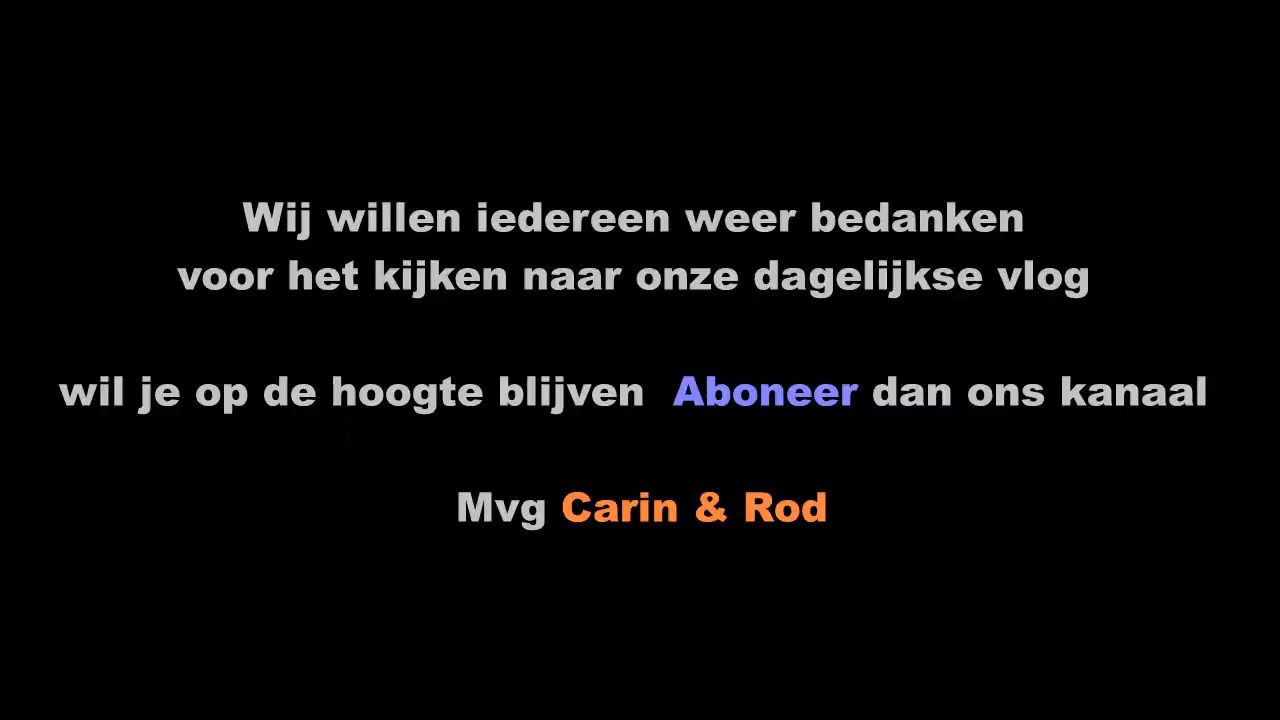 Wij willen iedereen weer bedanken
voor het kijken naar onze dagelijkse vlog
wil je op de hoogte blijven Aboneer dan ons kanaal
Mvg Carin & Rod